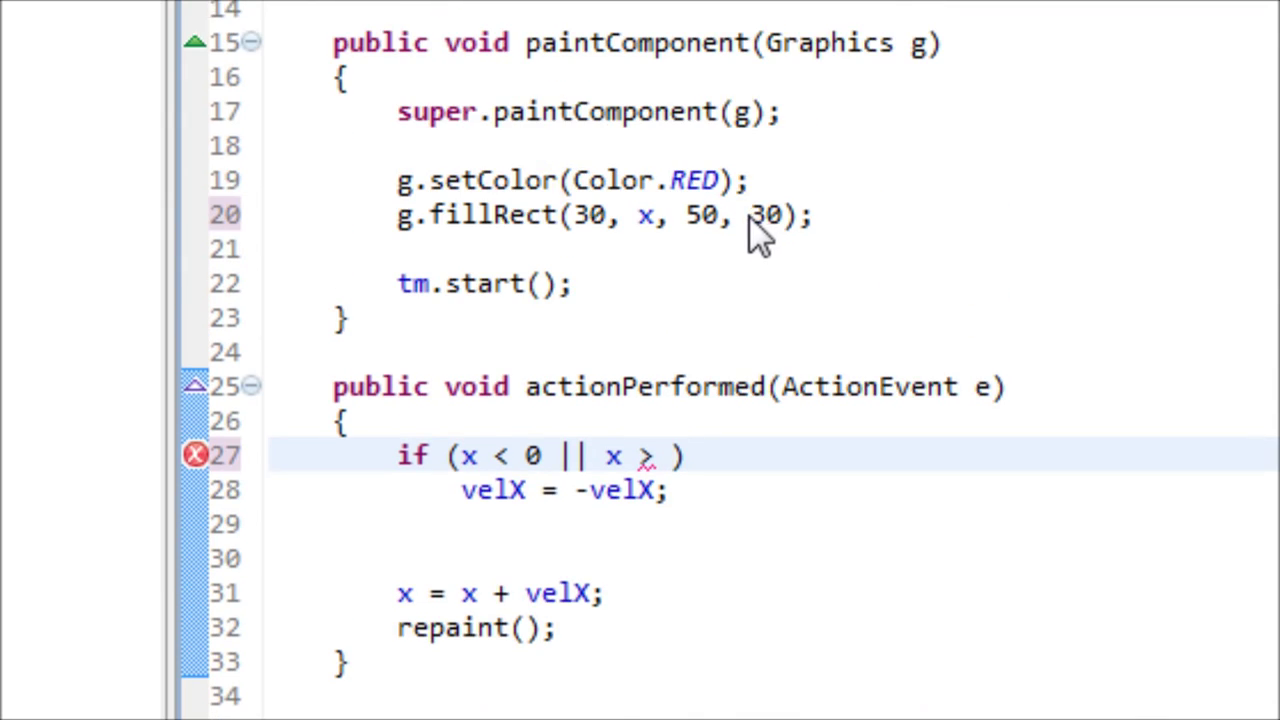 14
15 public void paintComponent(Graphics g)
16 {
17 super.paintComponent(g);
18
19 g.setColor(Color.RED);
20 g.fillRect(30, x, 50, 30);
21
22 tm.start();
23 }
24
25 public void actionPerformed(ActionEvent e)
26 {
27 if (x < 0 || x > )
28 velX = -velX;
29
30
31 x = x + velX;
32 repaint();
33 }
34